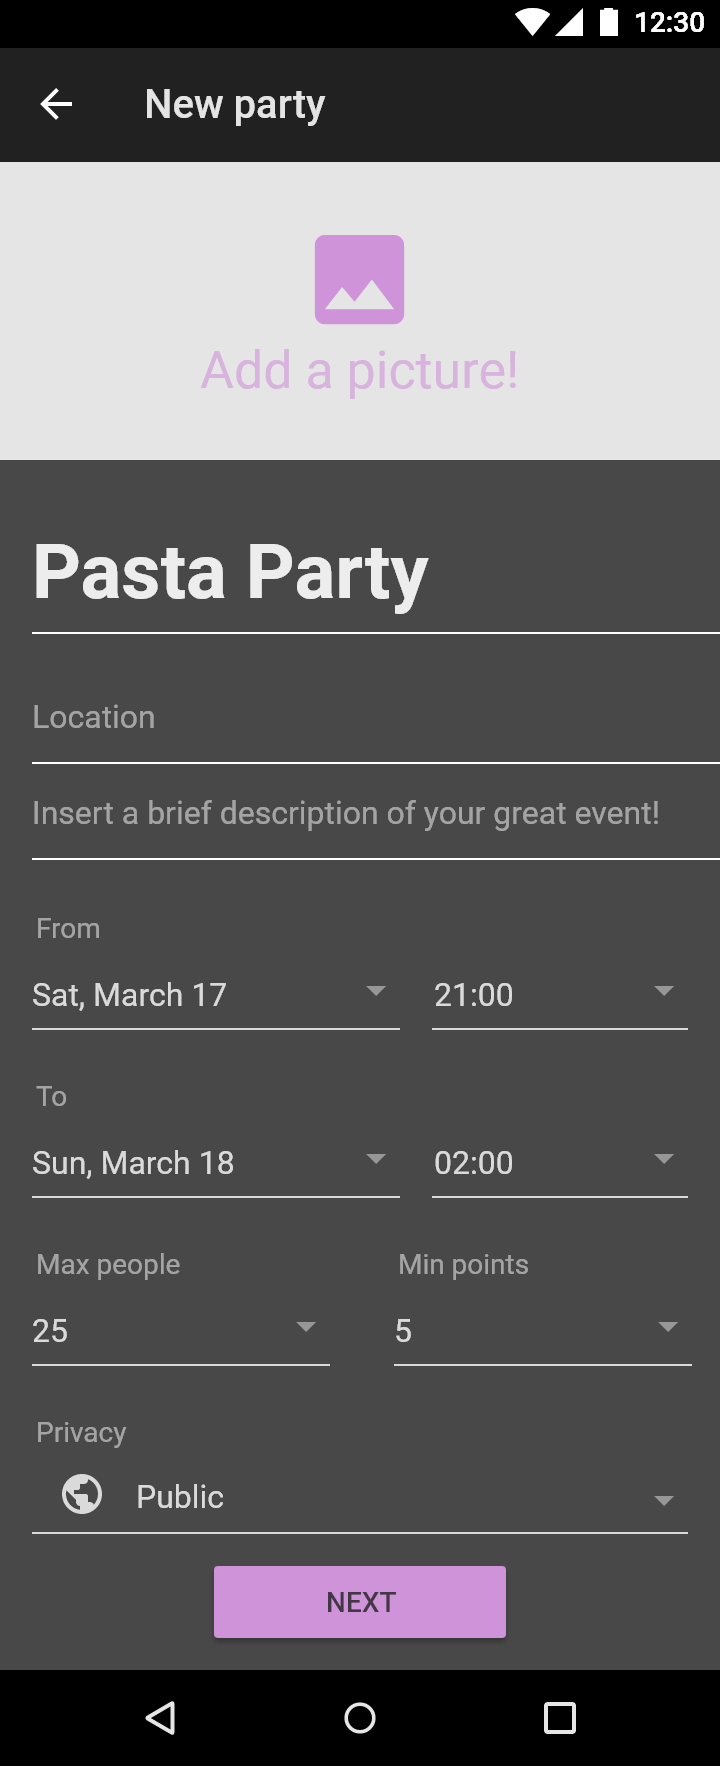 12:30
New party
Add a picture!
Pasta Party
Location
Insert a brief description of your great event!
From
Sat, March 17 21:00
To
Sun, March 18 02:00
Max people Min points
25 5
Privacy
Public
NEXT